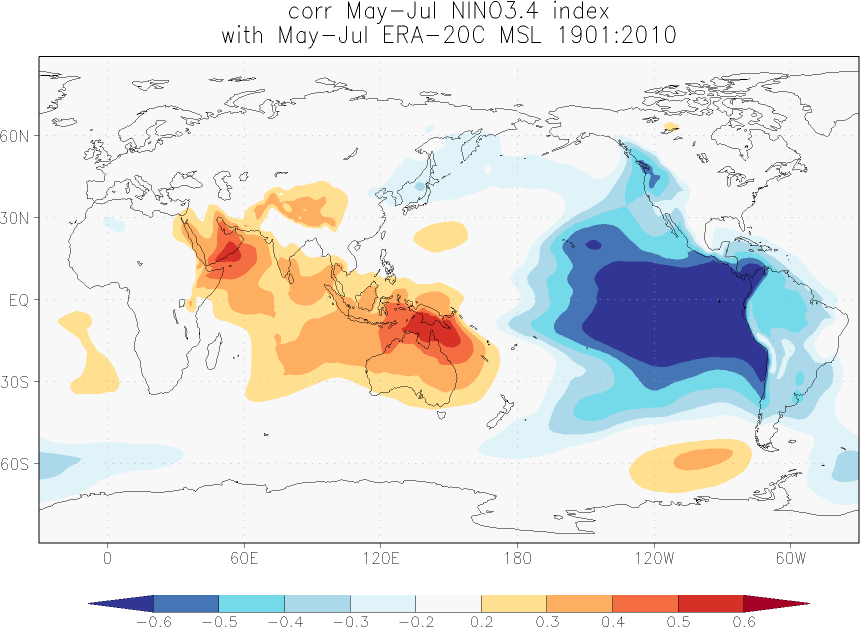 corr May-Jul NINO3.4 index
with May-Jul ERA-20C MSL 1901:2010
60N
30N
EQ
30S
60S
0 60E 120E 180 120W 60W
-0.6 -0.5 -0.4 -0.3 -0.2 0.2 0.3 0.4 0.5 0.6